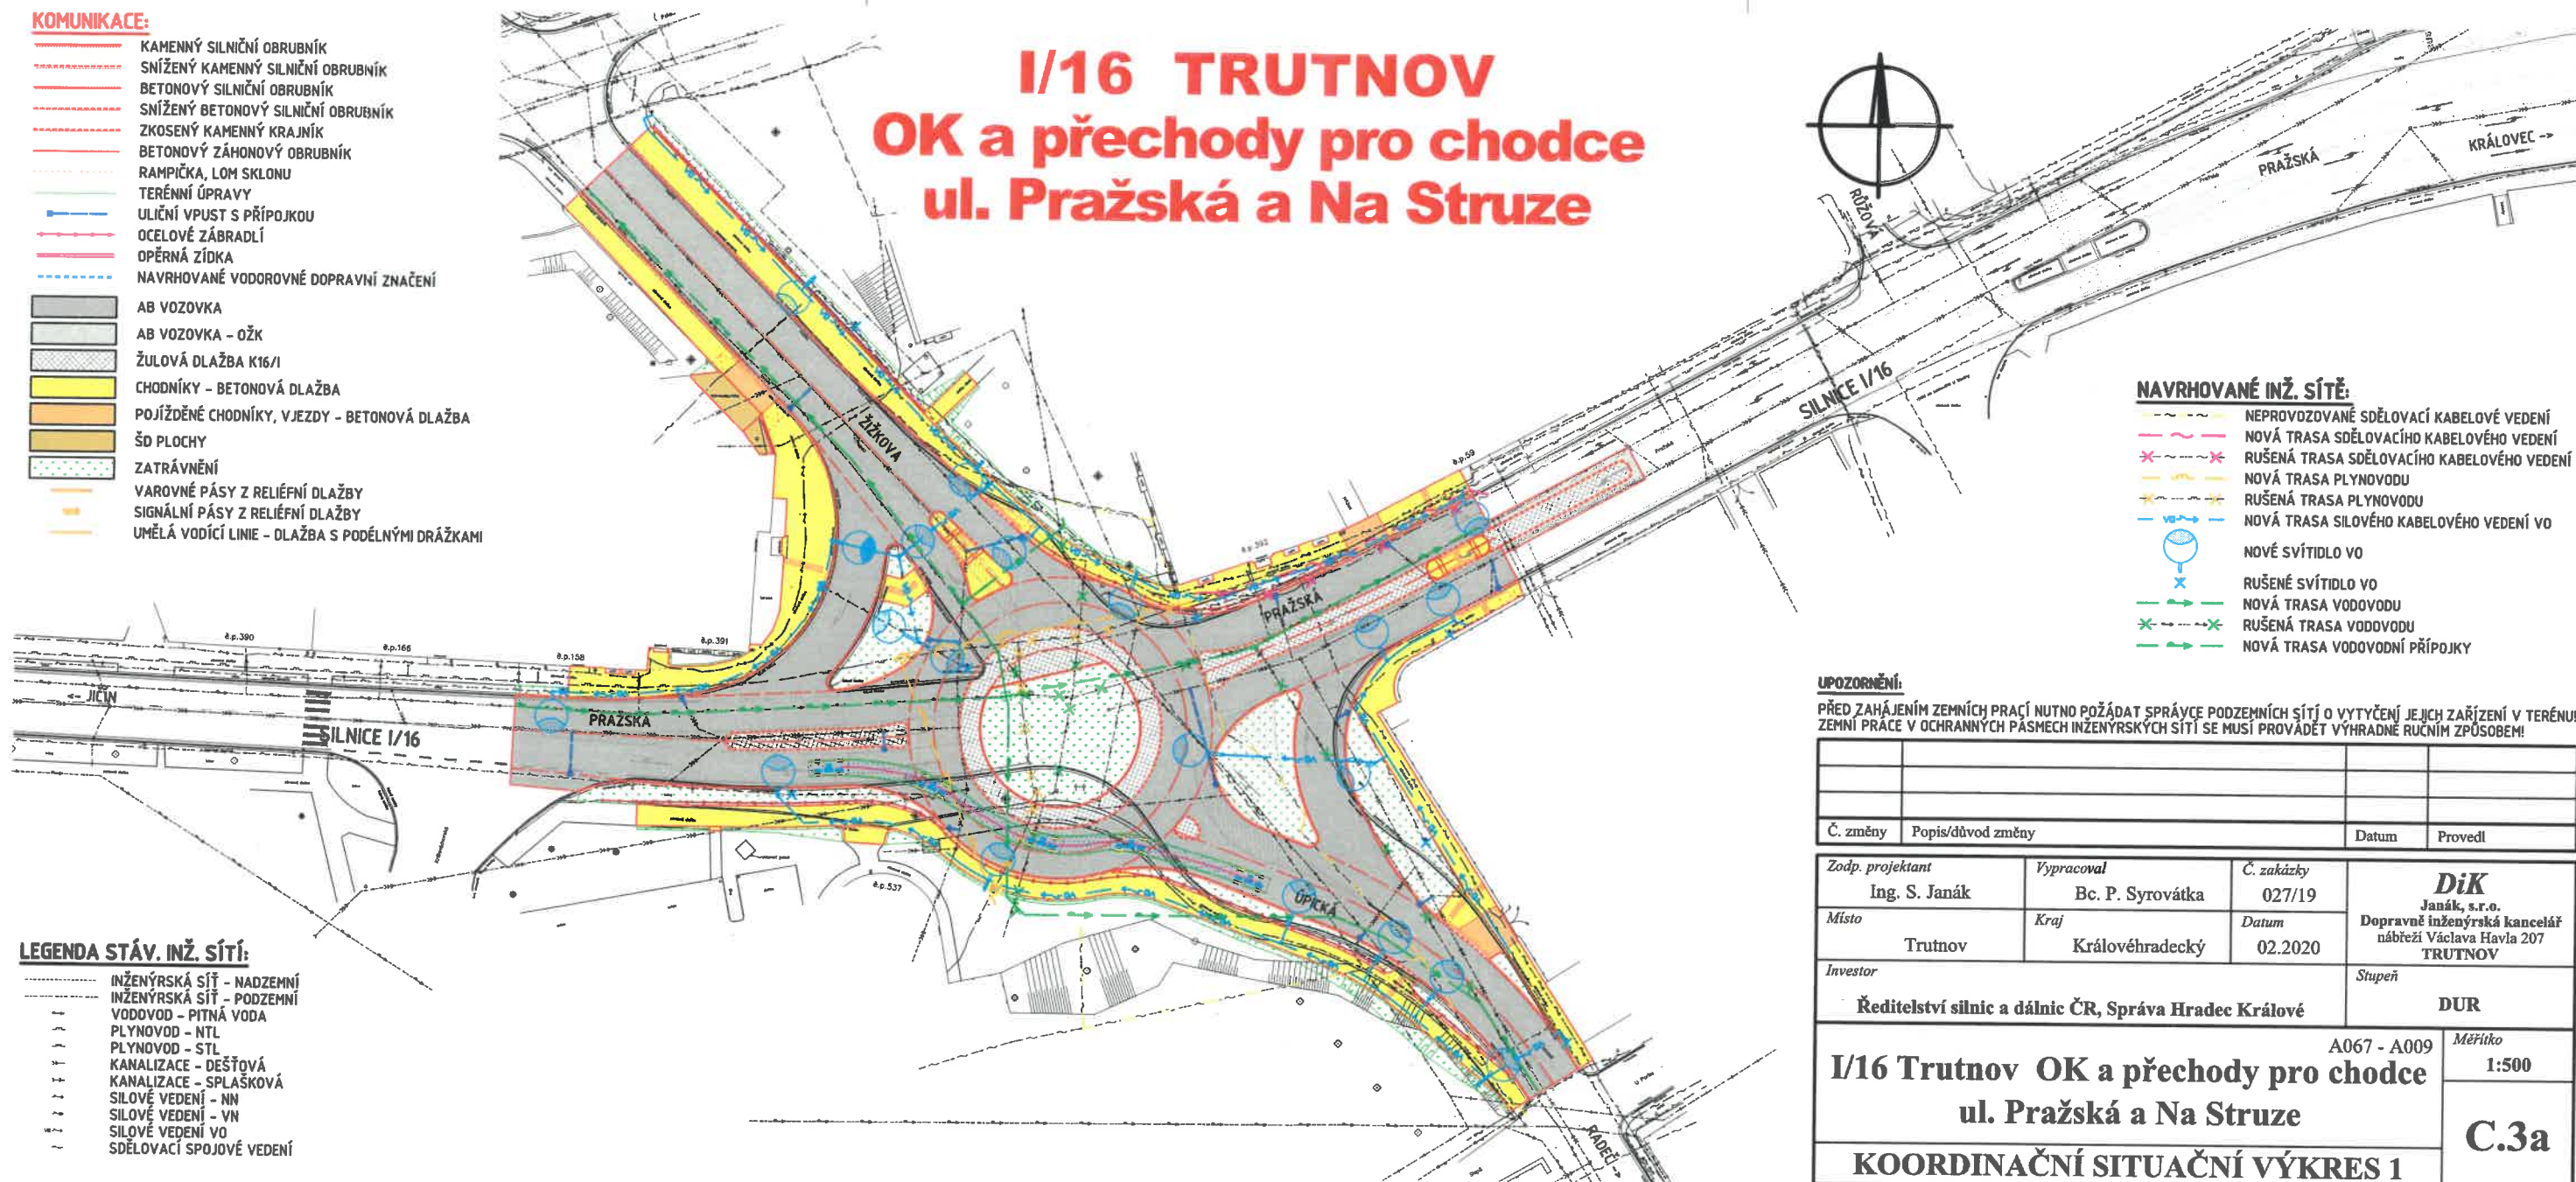 KOMUNIKACE:
KAMENNÝ SILNIČNÍ OBRUBNÍK
SNÍŽENÝ KAMENNÝ SILNIČNÍ OBRUBNÍK
BETONOVÝ SILNIČNÍ OBRUBNÍK
SNÍŽENÝ BETONOVÝ SILNIČNÍ OBRUBNÍK
ZKOSENÝ KAMENNÝ KRAJNÍK
BETONOVÝ ZÁHONOVÝ OBRUBNÍK
RAMPIČKA, LOM SKLONU
TERÉNNÍ ÚPRAVY
ULIČNÍ VPUST S PŘÍPOJKOU
OCELOVÉ ZÁBRADLÍ
OPĚRNÁ ZÍDKA
NAVRHOVANÉ VODOROVNÉ DOPRAVNÍ ZNAČENÍ
AB VOZOVKA
AB VOZOVKA - OŽK
ŽULOVÁ DLAŽBA K16/I
CHODNÍKY - BETONOVÁ DLAŽBA
POJÍŽDĚNÉ CHODNÍKY, VJEZDY - BETONOVÁ DLAŽBA
ŠD PLOCHY
ZATRÁVNĚNÍ
VAROVNÉ PÁSY Z RELIÉFNÍ DLAŽBY
SIGNÁLNÍ PÁSY Z RELIÉFNÍ DLAŽBY
UMĚLÁ VODÍCÍ LINIE - DLAŽBA S PODÉLNÝMI DRÁŽKAMI
I/16 TRUTNOV
OK a přechody pro chodce
ul. Pražská a Na Struze
KRÁLOVEC ->
PRAŽSKÁ
RŮŽOVÁ
SILNICE I/16
ŽIŽKOVA
č.p.59
č.p.392
PRAŽSKÁ
č.p.390
č.p.166
č.p.158
č.p.391
<- JIČÍN
PRAŽSKÁ
SILNICE I/16
č.p.537
ÚPICKÁ
U Parku
RADEČ ->
NAVRHOVANÉ INŽ. SÍTĚ:
NEPROVOZOVANÉ SDĚLOVACÍ KABELOVÉ VEDENÍ
NOVÁ TRASA SDĚLOVACÍHO KABELOVÉHO VEDENÍ
RUŠENÁ TRASA SDĚLOVACÍHO KABELOVÉHO VEDENÍ
NOVÁ TRASA PLYNOVODU
RUŠENÁ TRASA PLYNOVODU
NOVÁ TRASA SILOVÉHO KABELOVÉHO VEDENÍ VO
NOVÉ SVÍTIDLO VO
RUŠENÉ SVÍTIDLO VO
NOVÁ TRASA VODOVODU
RUŠENÁ TRASA VODOVODU
NOVÁ TRASA VODOVODNÍ PŘÍPOJKY
UPOZORNĚNÍ:
PŘED ZAHÁJENÍM ZEMNÍCH PRACÍ NUTNO POŽÁDAT SPRÁVCE PODZEMNÍCH SÍTÍ O VYTYČENÍ JEJICH ZAŘÍZENÍ V TERÉNU!
ZEMNÍ PRÁCE V OCHRANNÝCH PÁSMECH INŽENÝRSKÝCH SÍTÍ SE MUSÍ PROVÁDĚT VÝHRADNĚ RUČNÍM ZPŮSOBEM!
Č. změny Popis/důvod změny Datum Provedl
Zodp. projektant Vypracoval Č. zakázky
Ing. S. Janák Bc. P. Syrovátka 027/19
DiK
Janák, s.r.o.
Dopravně inženýrská kancelář
nábřeží Václava Havla 207
TRUTNOV
Místo Kraj Datum
Trutnov Královéhradecký 02.2020
Investor Stupeň
Ředitelství silnic a dálnic ČR, Správa Hradec Králové DUR
A067 - A009
I/16 Trutnov OK a přechody pro chodce
ul. Pražská a Na Struze
Měřítko
1:500
KOORDINAČNÍ SITUAČNÍ VÝKRES 1
C.3a
LEGENDA STÁV. INŽ. SÍTÍ:
INŽENÝRSKÁ SÍŤ - NADZEMNÍ
INŽENÝRSKÁ SÍŤ - PODZEMNÍ
VODOVOD - PITNÁ VODA
PLYNOVOD - NTL
PLYNOVOD - STL
KANALIZACE - DEŠŤOVÁ
KANALIZACE - SPLAŠKOVÁ
SILOVÉ VEDENÍ - NN
SILOVÉ VEDENÍ - VN
SILOVÉ VEDENÍ VO
SDĚLOVACÍ SPOJOVÉ VEDENÍ